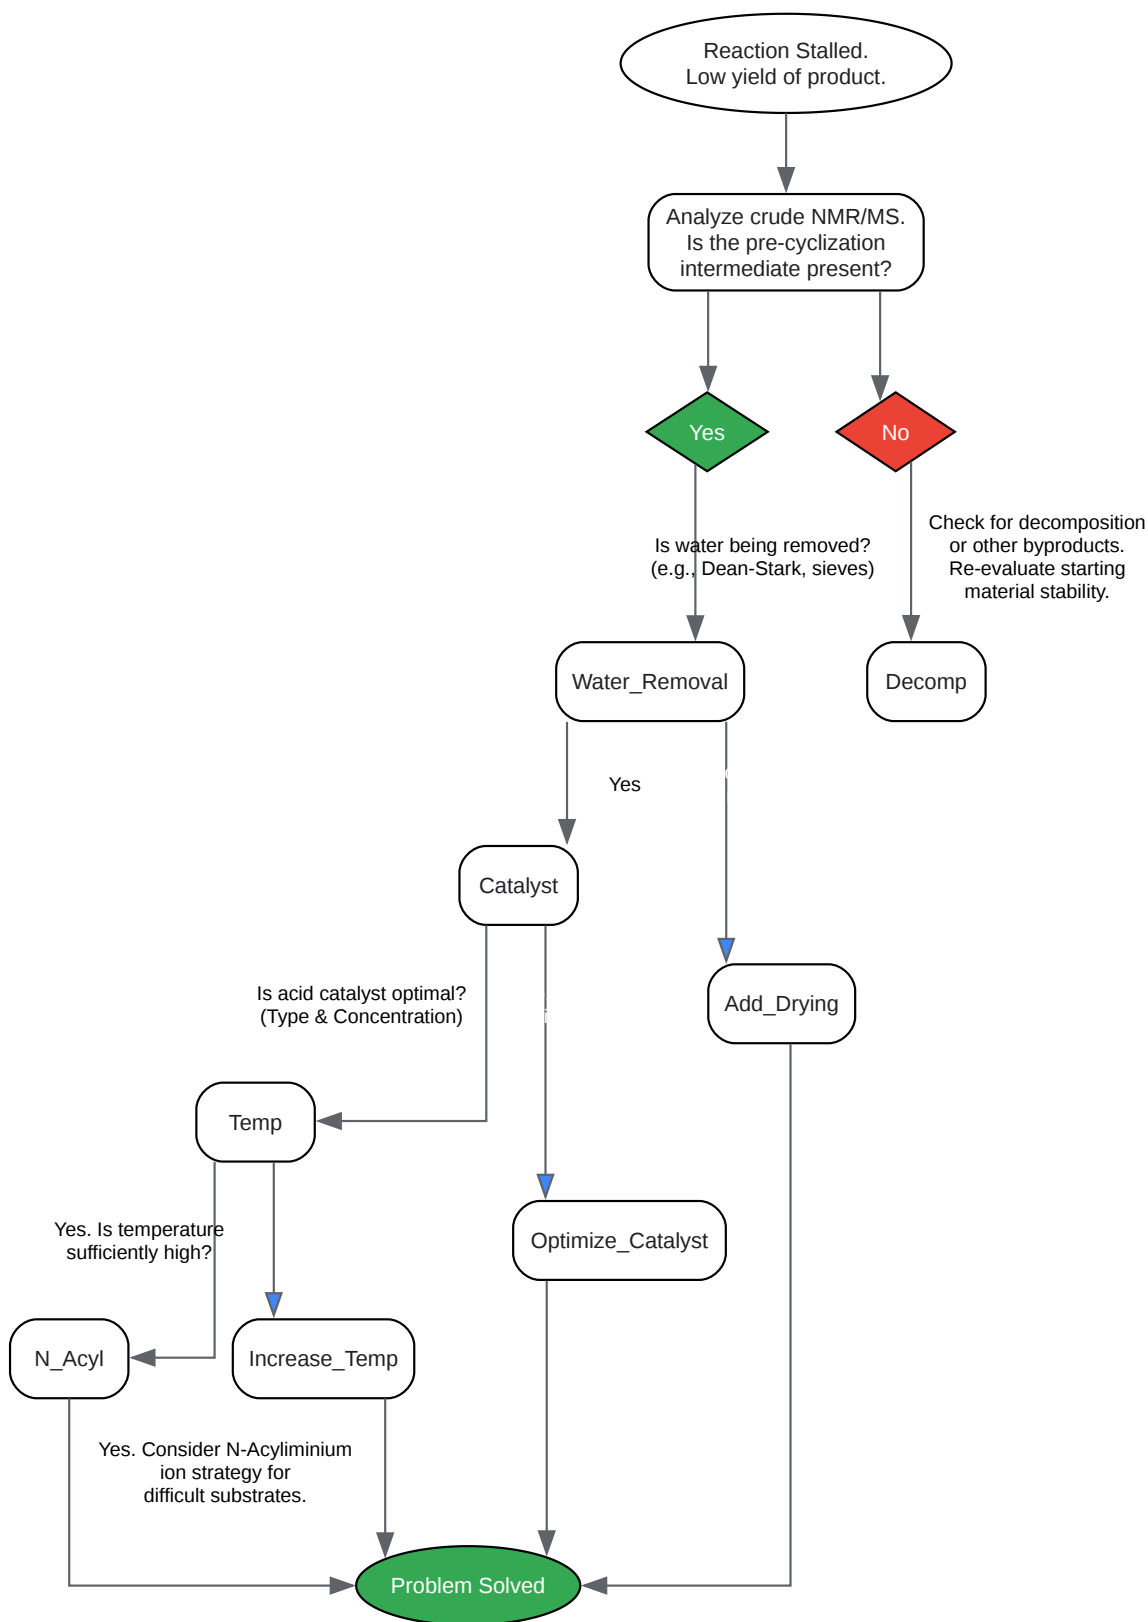 Reaction Stalled.
Low yield of product.
Analyze crude NMR/MS.
Is the pre-cyclization
intermediate present?
Yes
No
Is water being removed?
(e.g., Dean-Stark, sieves)
Check for decomposition
or other byproducts.
Re-evaluate starting
material stability.
Water_Removal
Decomp
Yes
Catalyst
Is acid catalyst optimal?
(Type & Concentration)
Add_Drying
Temp
Yes. Is temperature
sufficiently high?
Optimize_Catalyst
N_Acyl
Increase_Temp
Yes. Consider N-Acyliminium
ion strategy for
difficult substrates.
Problem Solved